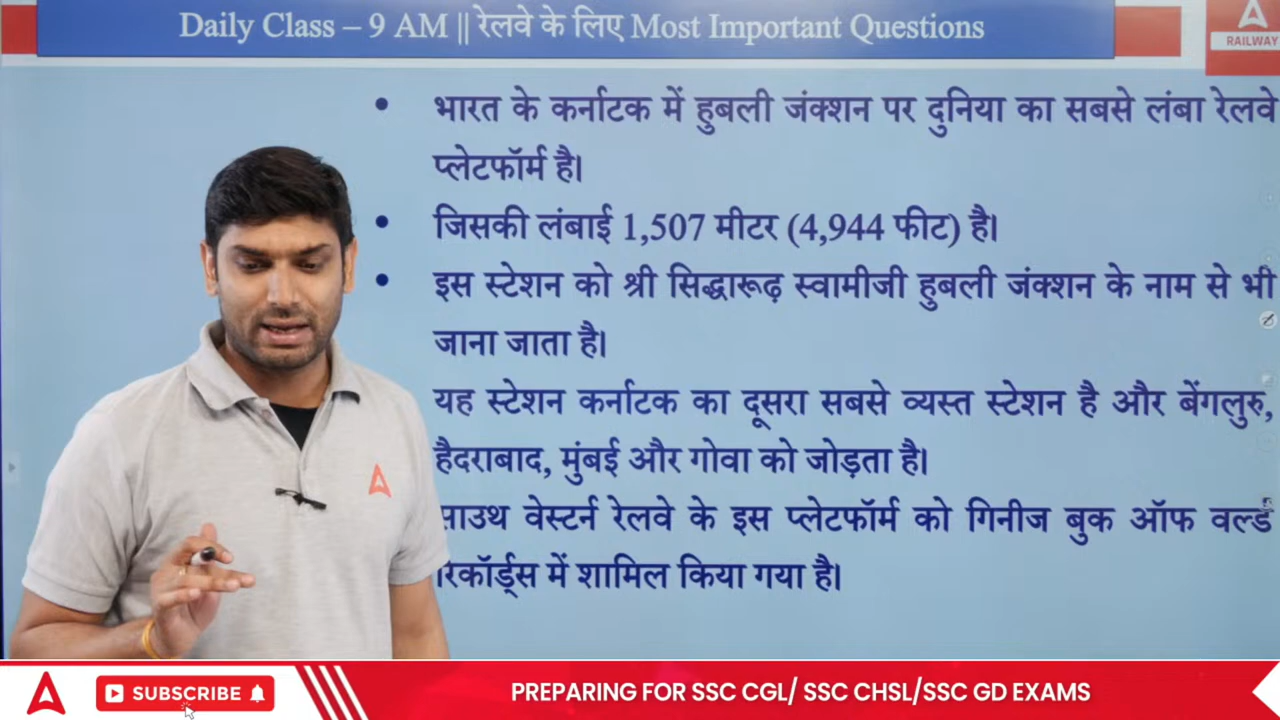 Daily Class – 9 AM || रेलवे के लिए Most Important Questions
RAILWAY
• भारत के कर्नाटक में हुबली जंक्शन पर दुनिया का सबसे लंबा रेलवे
प्लेटफॉर्म है।
• जिसकी लंबाई 1,507 मीटर (4,944 फीट) है।
• इस स्टेशन को श्री सिद्धारूढ़ स्वामीजी हुबली जंक्शन के नाम से भी
जाना जाता है।
यह स्टेशन कर्नाटक का दूसरा सबसे व्यस्त स्टेशन है और बेंगलुरु,
हैदराबाद, मुंबई और गोवा को जोड़ता है।
साउथ वेस्टर्न रेलवे के इस प्लेटफॉर्म को गिनीज बुक ऑफ वर्ल्ड
रिकॉर्ड्स में शामिल किया गया है।
SUBSCRIBE
PREPARING FOR SSC CGL/ SSC CHSL/SSC GD EXAMS